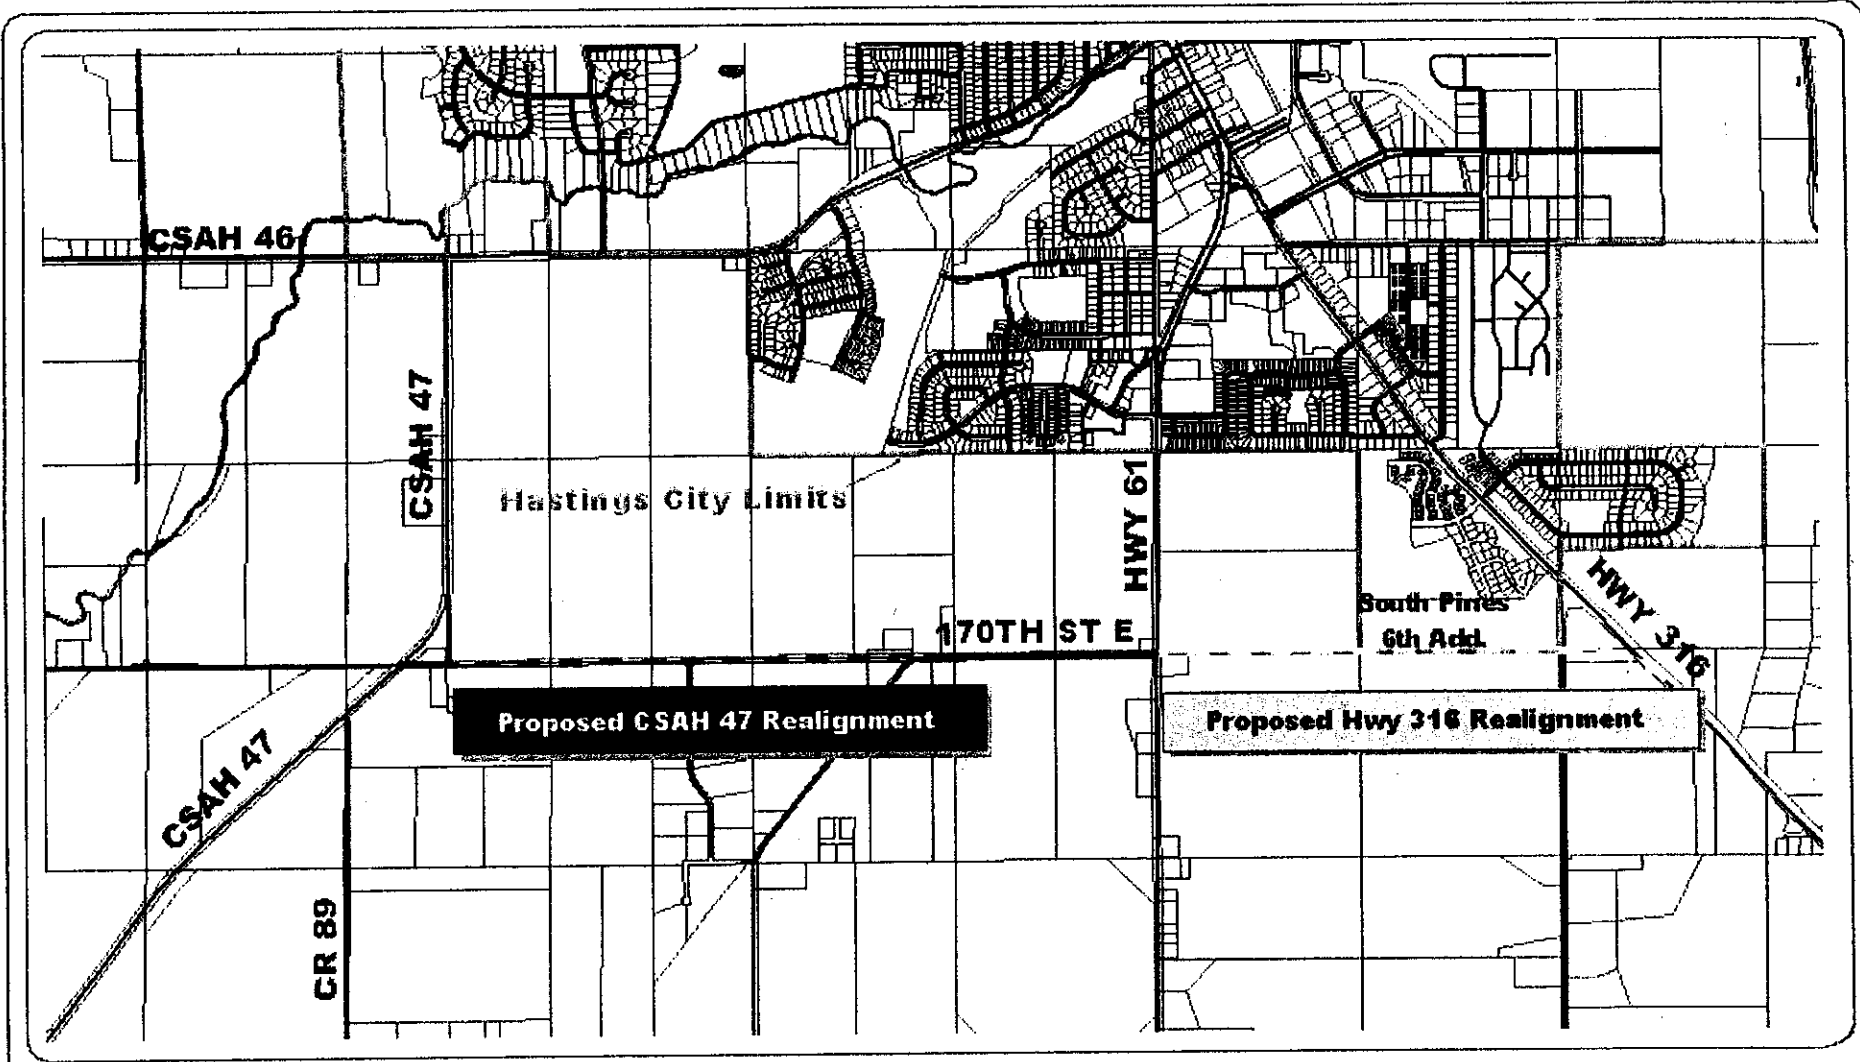 CSAH 46
CSAH 47
Hastings City Limits
HWY 61
HWY 316
South Pines
6th Add.
170TH ST E
Proposed CSAH 47 Realignment
Proposed Hwy 316 Realignment
CSAH 47
CR 89